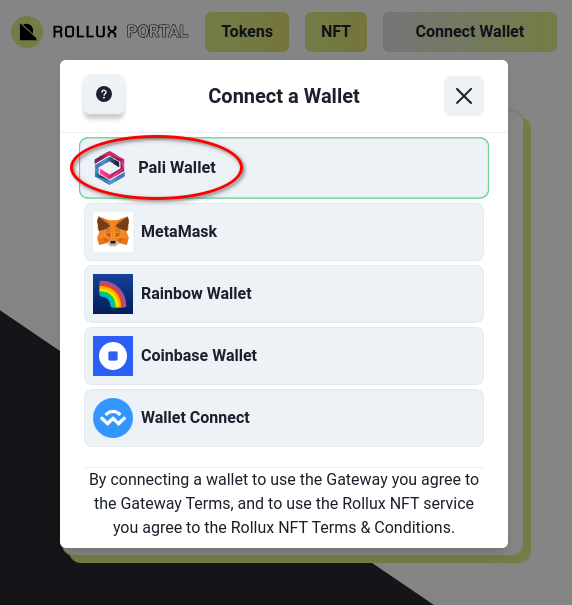 ROLLUX PORTAL Tokens NFT Connect Wallet
? Connect a Wallet
Pali Wallet
MetaMask
Rainbow Wallet
Coinbase Wallet
Wallet Connect
By connecting a wallet to use the Gateway you agree to
the Gateway Terms, and to use the Rollux NFT service
you agree to the Rollux NFT Terms & Conditions.